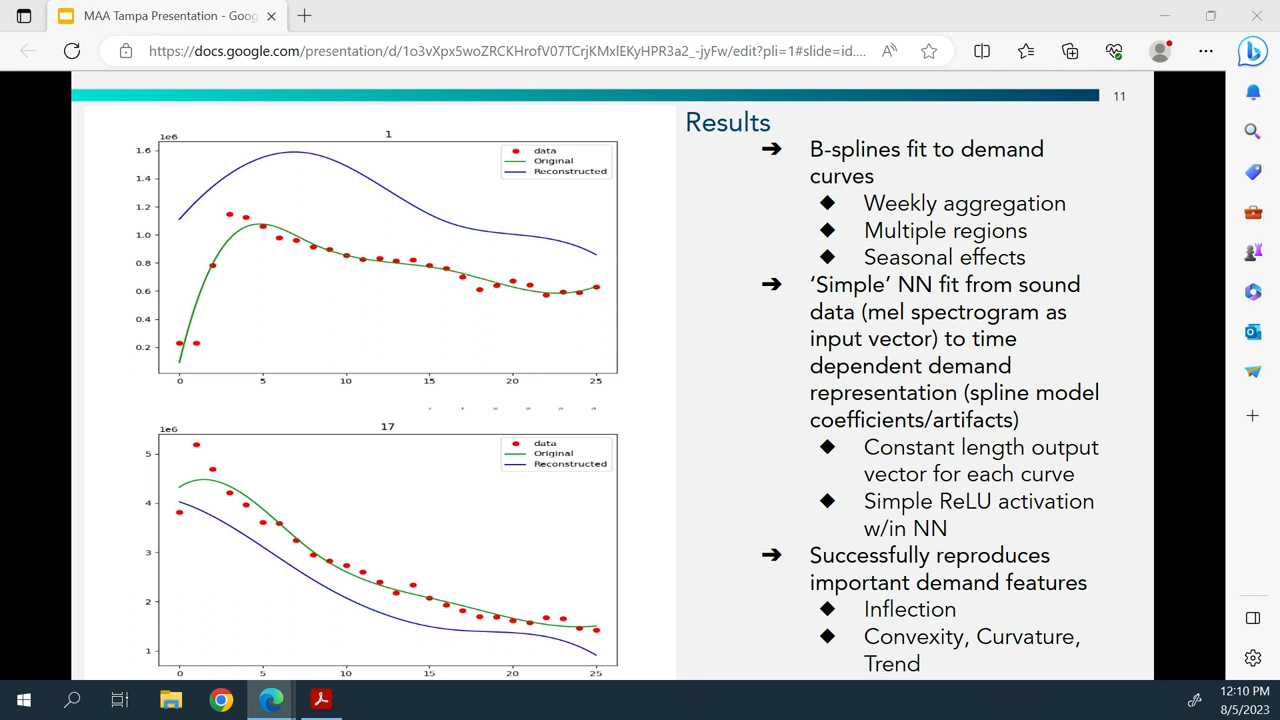 MAA Tampa Presentation - Goog
https://docs.google.com/presentation/d/1o3vXpx5woZRCKHrofV07TCrjKMxlEKyHPR3a2_-jyFw/edit?pli=1#slide=id....
11
1
1e6
1.6
1.4
1.2
1.0
0.8
0.6
0.4
0.2
data
Original
Reconstructed
0 5 10 15 20 25
0 5 10 15 20 25
17
1e6
5
4
3
2
1
data
Original
Reconstructed
0 5 10 15 20 25
Results
➔ B-splines fit to demand
curves
◆ Weekly aggregation
◆ Multiple regions
◆ Seasonal effects
➔ ‘Simple’ NN fit from sound
data (mel spectrogram as
input vector) to time
dependent demand
representation (spline model
coefficients/artifacts)
◆ Constant length output
vector for each curve
◆ Simple ReLU activation
w/in NN
➔ Successfully reproduces
important demand features
◆ Inflection
◆ Convexity, Curvature,
Trend
12:10 PM
8/5/2023